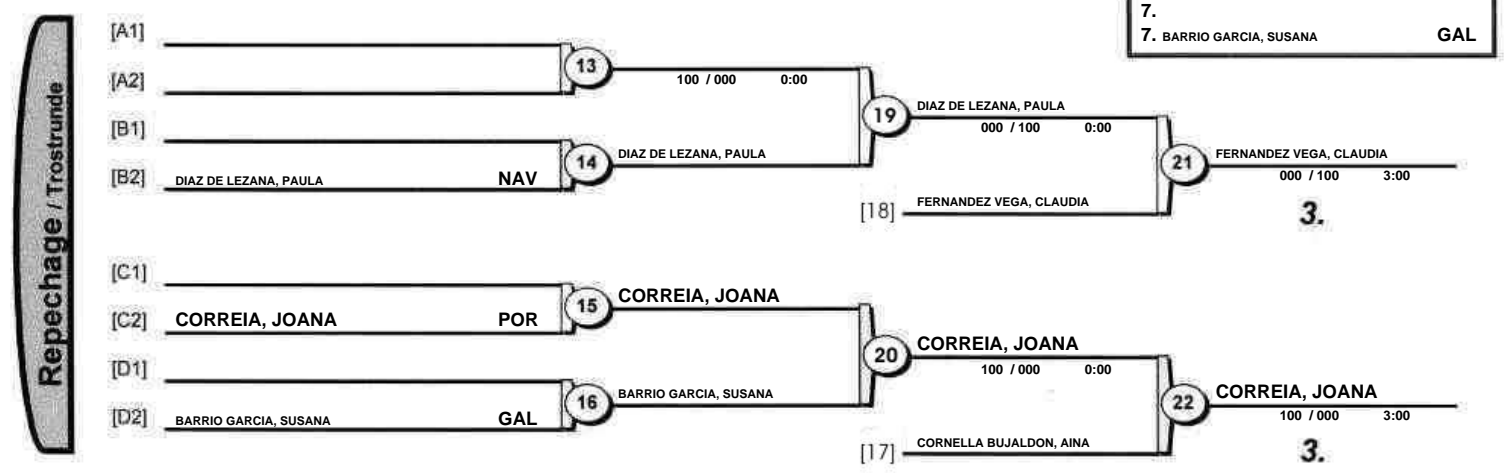 7.
7. BARRIO GARCIA, SUSANA GAL
Repechage / Trostrunde
[A1]
13
[A2]
100 / 000 0:00
19
DIAZ DE LEZANA, PAULA
000 / 100 0:00
[B1]
14
DIAZ DE LEZANA, PAULA
21
FERNANDEZ VEGA, CLAUDIA
000 / 100 3:00
[B2] DIAZ DE LEZANA, PAULA NAV
[18] FERNANDEZ VEGA, CLAUDIA
3.
[C1]
15
CORREIA, JOANA
[C2] CORREIA, JOANA POR
20
CORREIA, JOANA
100 / 000 0:00
[D1]
16
BARRIO GARCIA, SUSANA
22
CORREIA, JOANA
100 / 000 3:00
[D2] BARRIO GARCIA, SUSANA GAL
[17] CORNELLA BUJALDON, AINA
3.